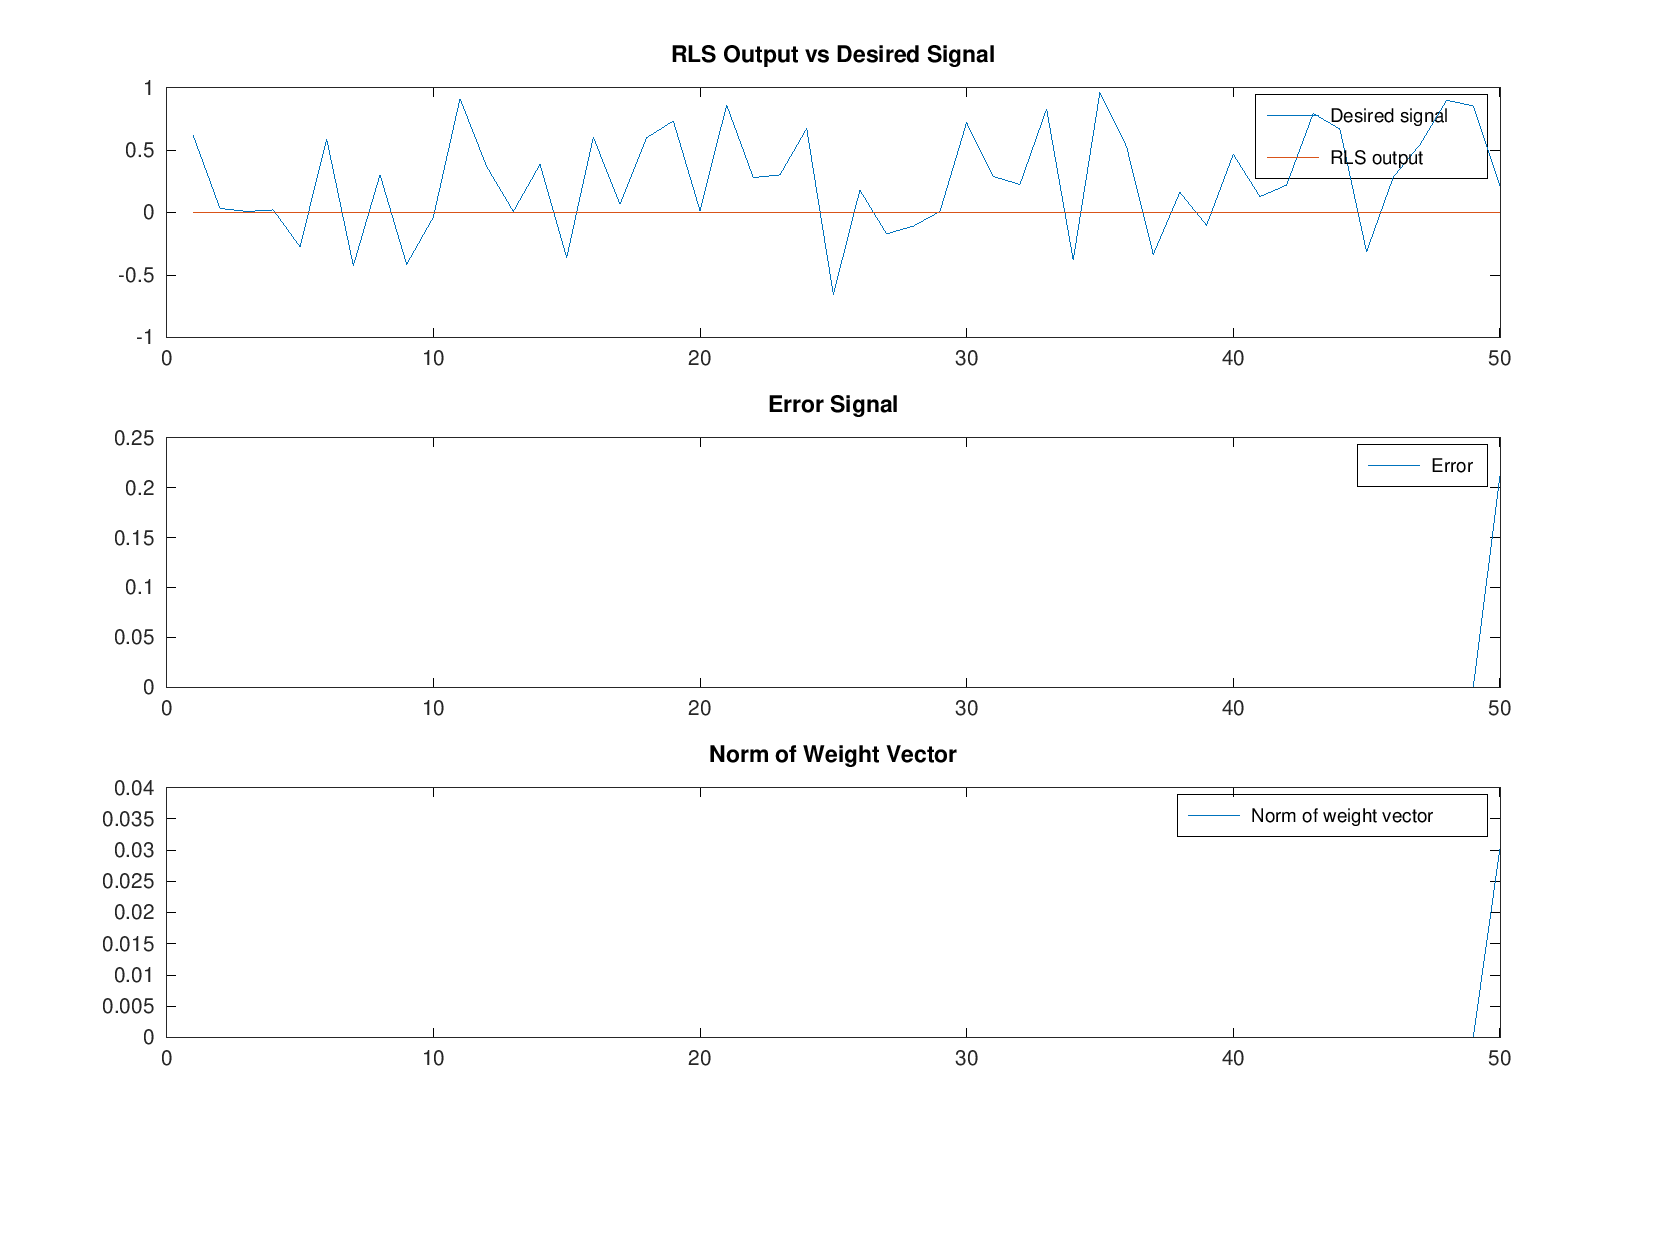 RLS Output vs Desired Signal
1
0.5
0
-0.5
-1
0 10 20 30 40 50
Desired signal
RLS output
Error Signal
0.25
0.2
0.15
0.1
0.05
0
0 10 20 30 40 50
Error
Norm of Weight Vector
0.04
0.035
0.03
0.025
0.02
0.015
0.01
0.005
0
0 10 20 30 40 50
Norm of weight vector